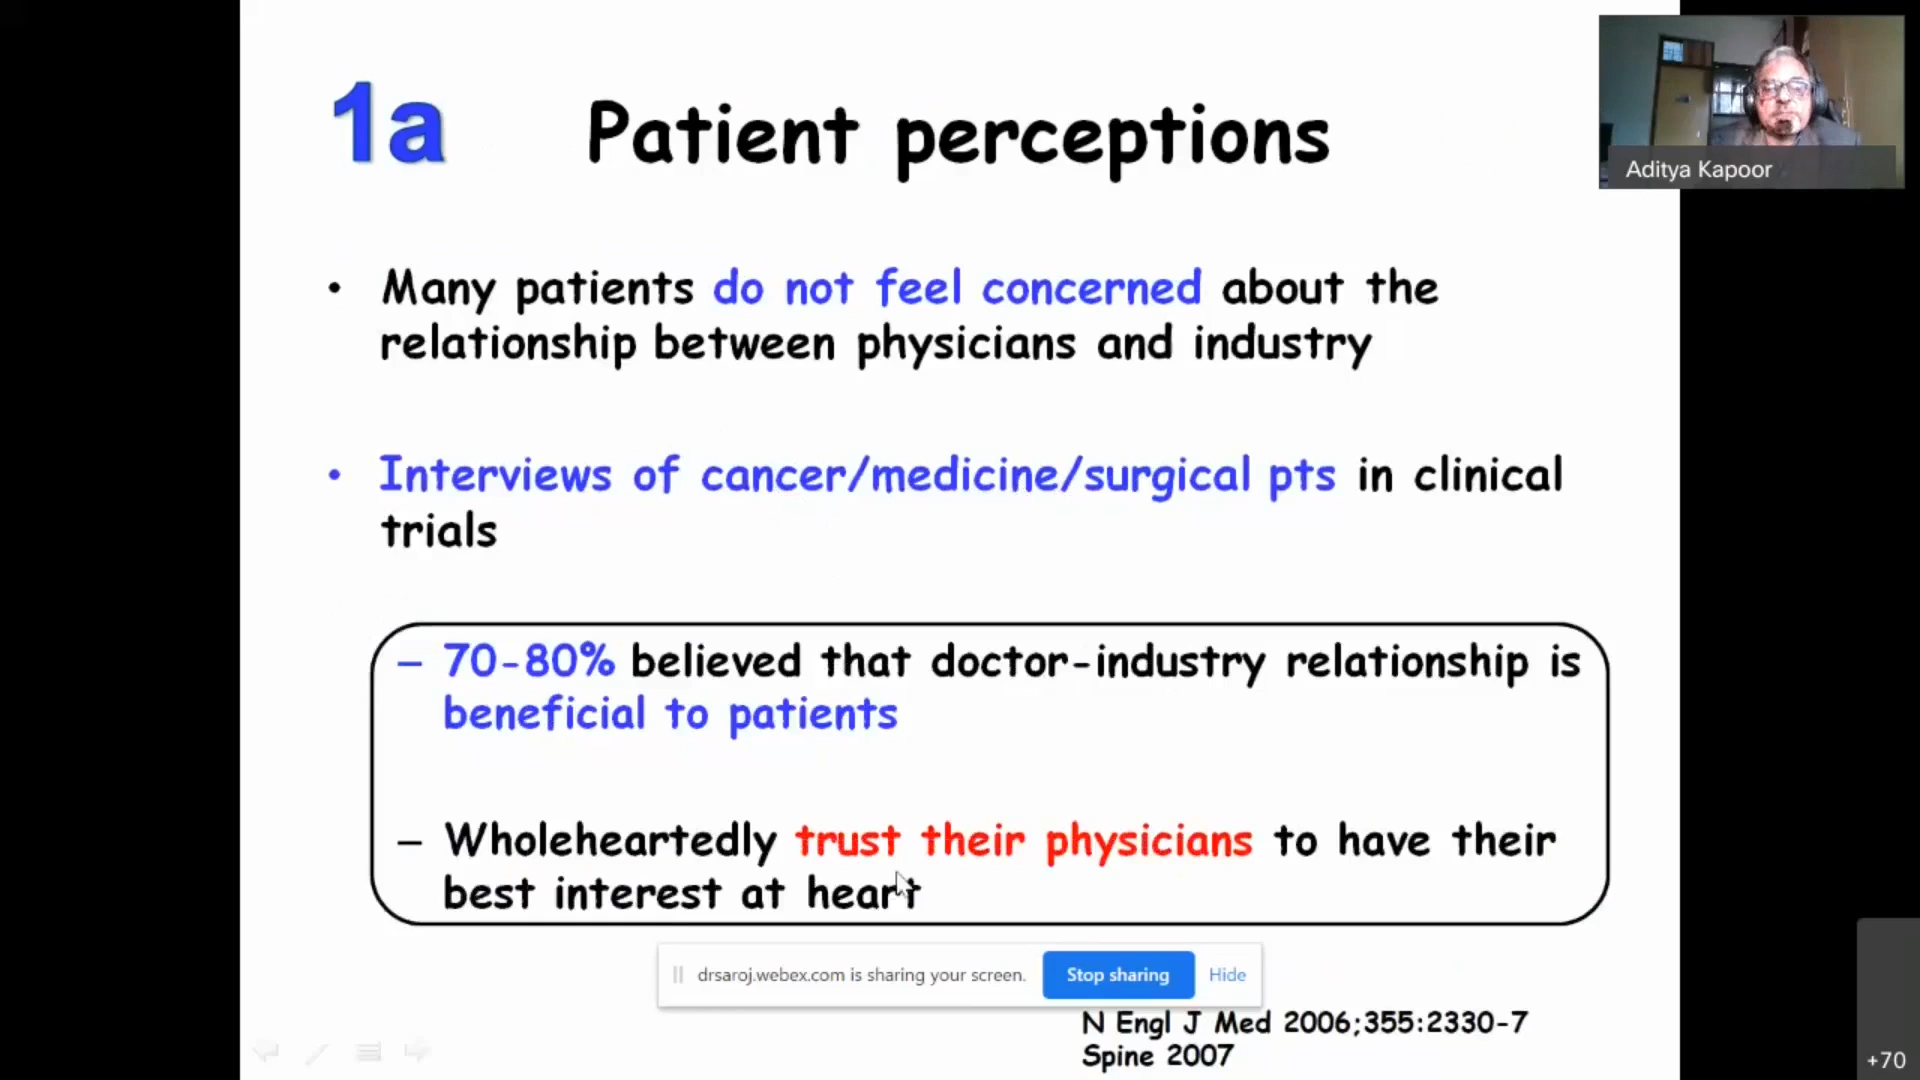 1a Patient perceptions
Aditya Kapoor
• Many patients do not feel concerned about the
relationship between physicians and industry
• Interviews of cancer/medicine/surgical pts in clinical
trials
– 70-80% believed that doctor-industry relationship is
beneficial to patients
– Wholeheartedly trust their physicians to have their
best interest at heart
drsaroj.webex.com is sharing your screen. Stop sharing Hide
N Engl J Med 2006;355:2330-7
Spine 2007
+70